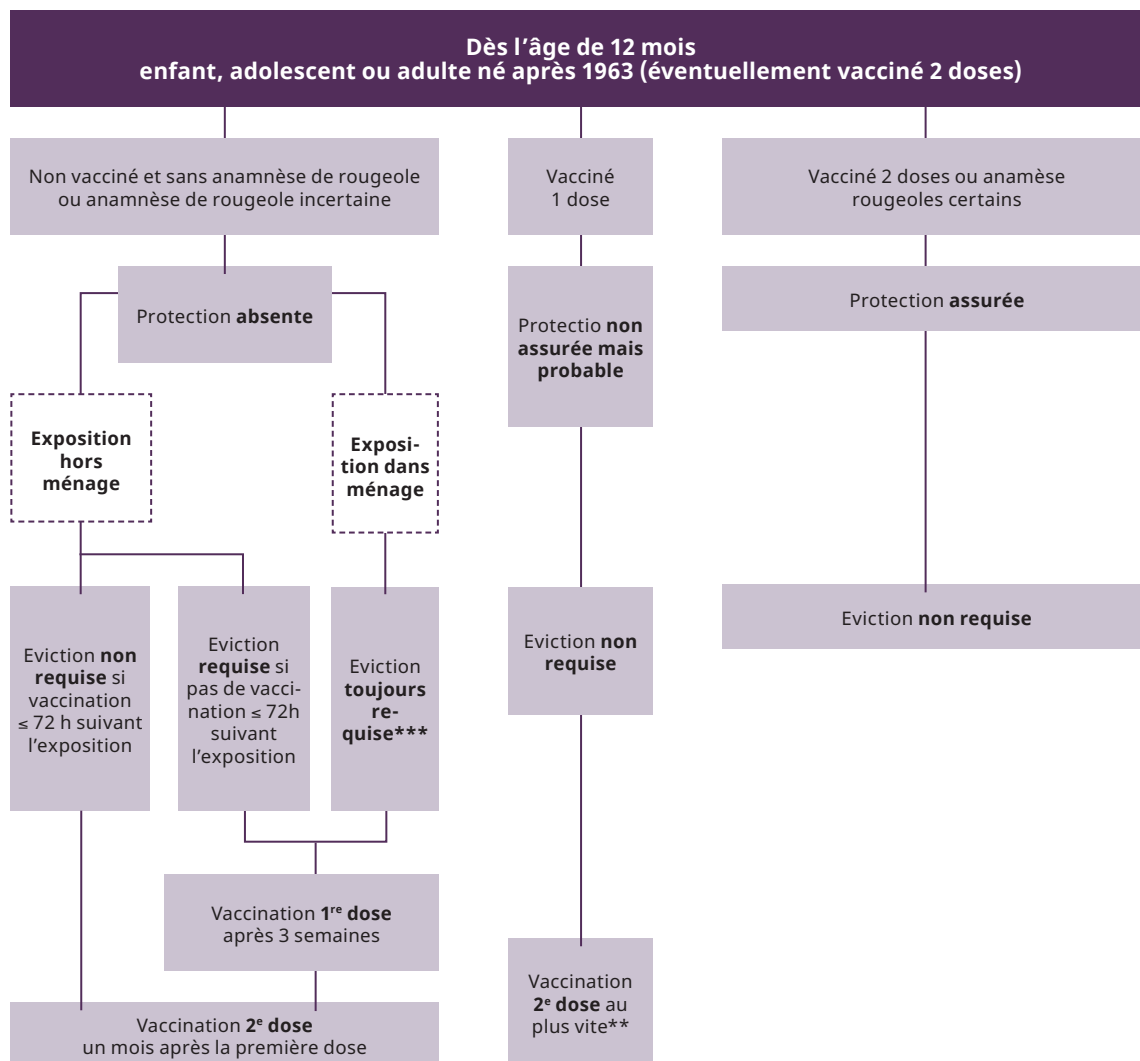 Dès l’âge de 12 mois
enfant, adolescent ou adulte né après 1963 (éventuellement vacciné 2 doses)
Non vacciné et sans anamnèse de rougeole
ou anamnèse de rougeole incertaine
Vacciné
1 dose
Vacciné 2 doses ou anamèse
rougeoles certains
Protection absente
Protectio non
assurée mais
probable
Protection assurée
Exposition
hors
ménage
Exposi-
tion dans
ménage
Eviction non
requise si
vaccination
≤ 72 h suivant
l’exposition
Eviction
requise si
pas de vacci-
nation ≤ 72h
suivant
l’exposition
Eviction
toujours
re-
quise***
Eviction non
requise
Eviction non requise
Vaccination 1re dose
après 3 semaines
Vaccination
2e dose au
plus vite**
Vaccination 2e dose
un mois après la première dose